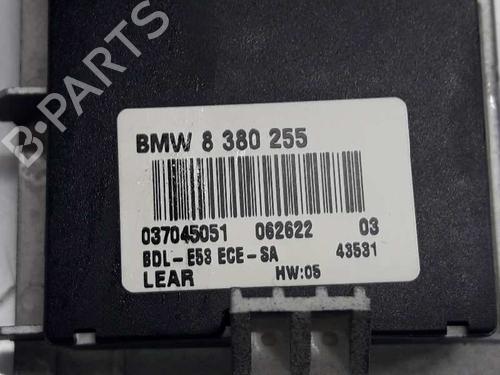 B-PARTS
BMW 8 380 255
037045051 062622 03
BDL-E53 ECE-SA 43531
LEAR HW:05